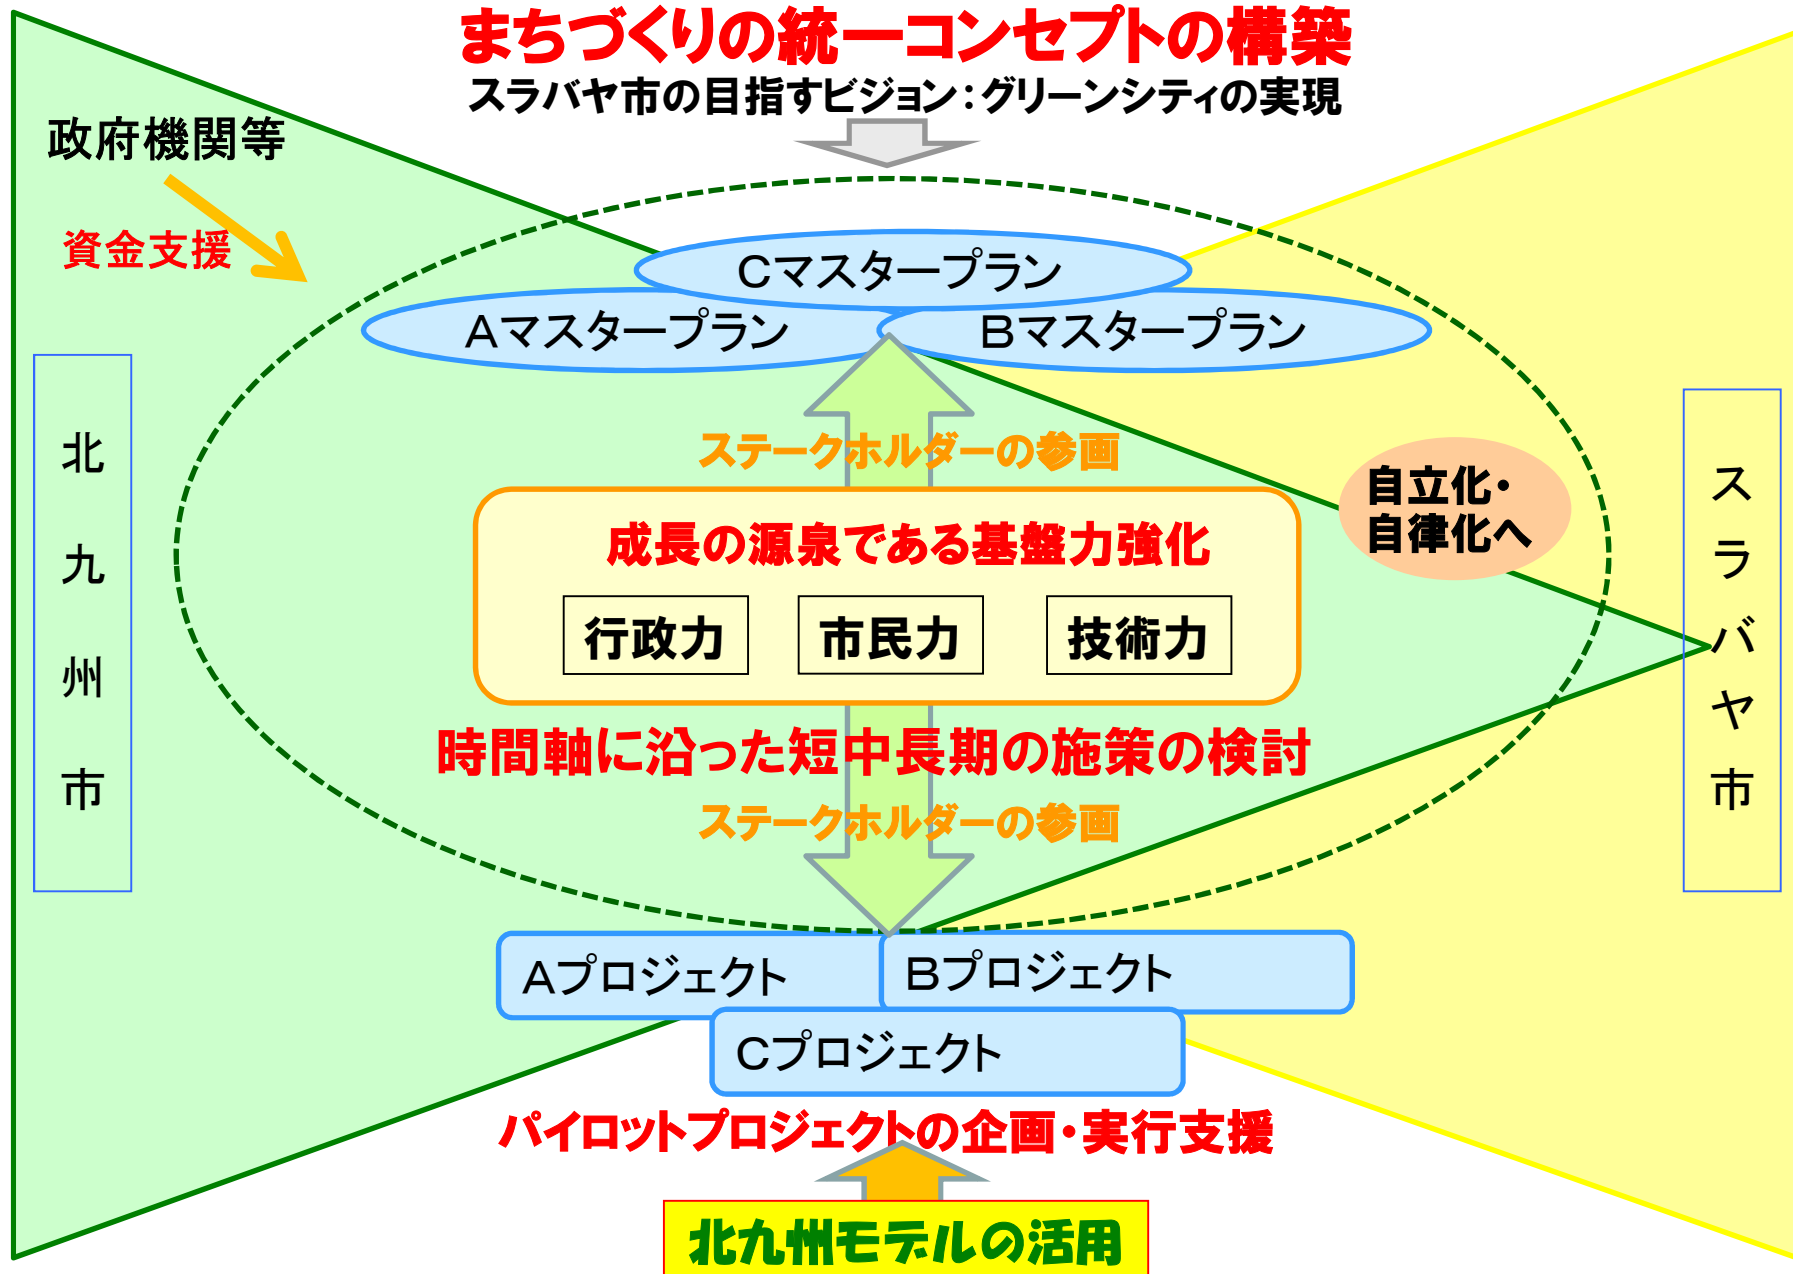 まちづくりの統一コンセプトの構築
スラバヤ市の目指すビジョン：グリーンシティの実現
政府機関等
資金支援
Cマスタープラン
Aマスタープラン
Bマスタープラン
ステークホルダーの参画
北九州市
スラバヤ市
自立化・
自律化へ
成長の源泉である基盤力強化
行政力
市民力
技術力
時間軸に沿った短中長期の施策の検討
ステークホルダーの参画
Aプロジェクト
Bプロジェクト
Cプロジェクト
パイロットプロジェクトの企画・実行支援
北九州モデルの活用